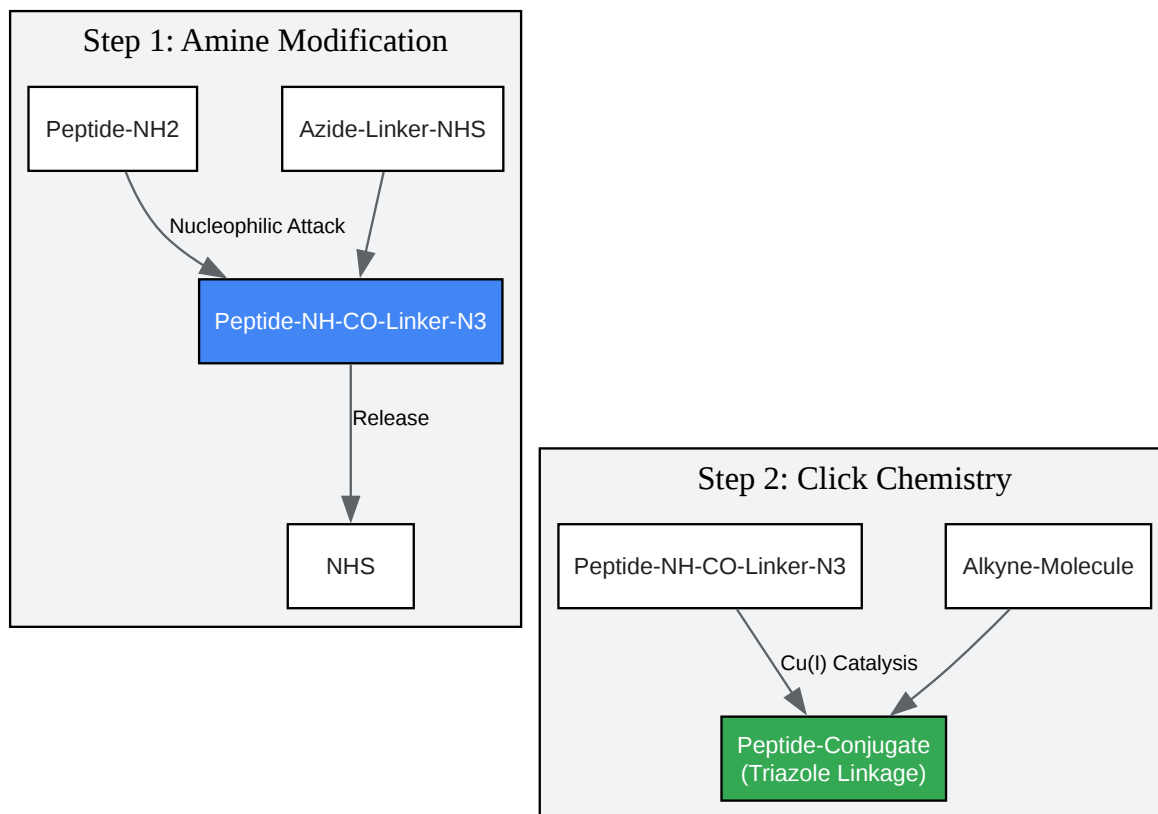 Step 1: Amine Modification
Peptide-NH2
Azide-Linker-NHS
Nucleophilic Attack
Peptide-NH-CO-Linker-N3
Release
NHS
Step 2: Click Chemistry
Peptide-NH-CO-Linker-N3
Alkyne-Molecule
Cu(I) Catalysis
Peptide-Conjugate
(Triazole Linkage)